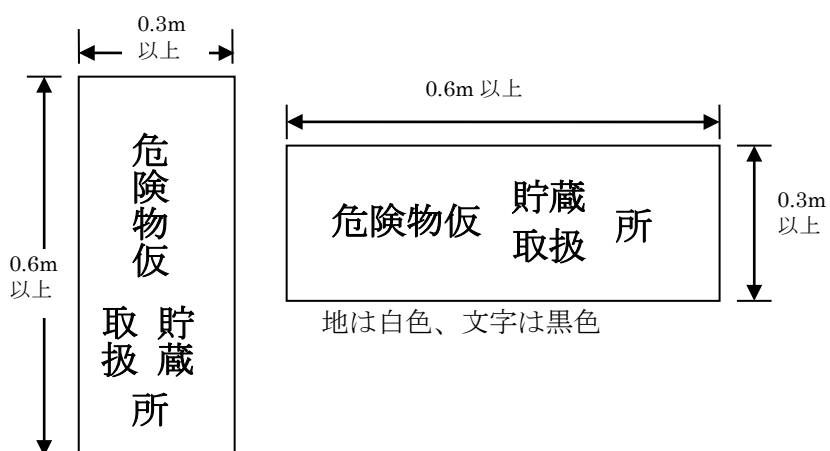 0.3m
以上
0.6m
以上
危険物仮
貯蔵
取扱
所
0.6m 以上
危険物仮 貯蔵 所
取扱
0.3m
以上
地は白色、文字は黒色